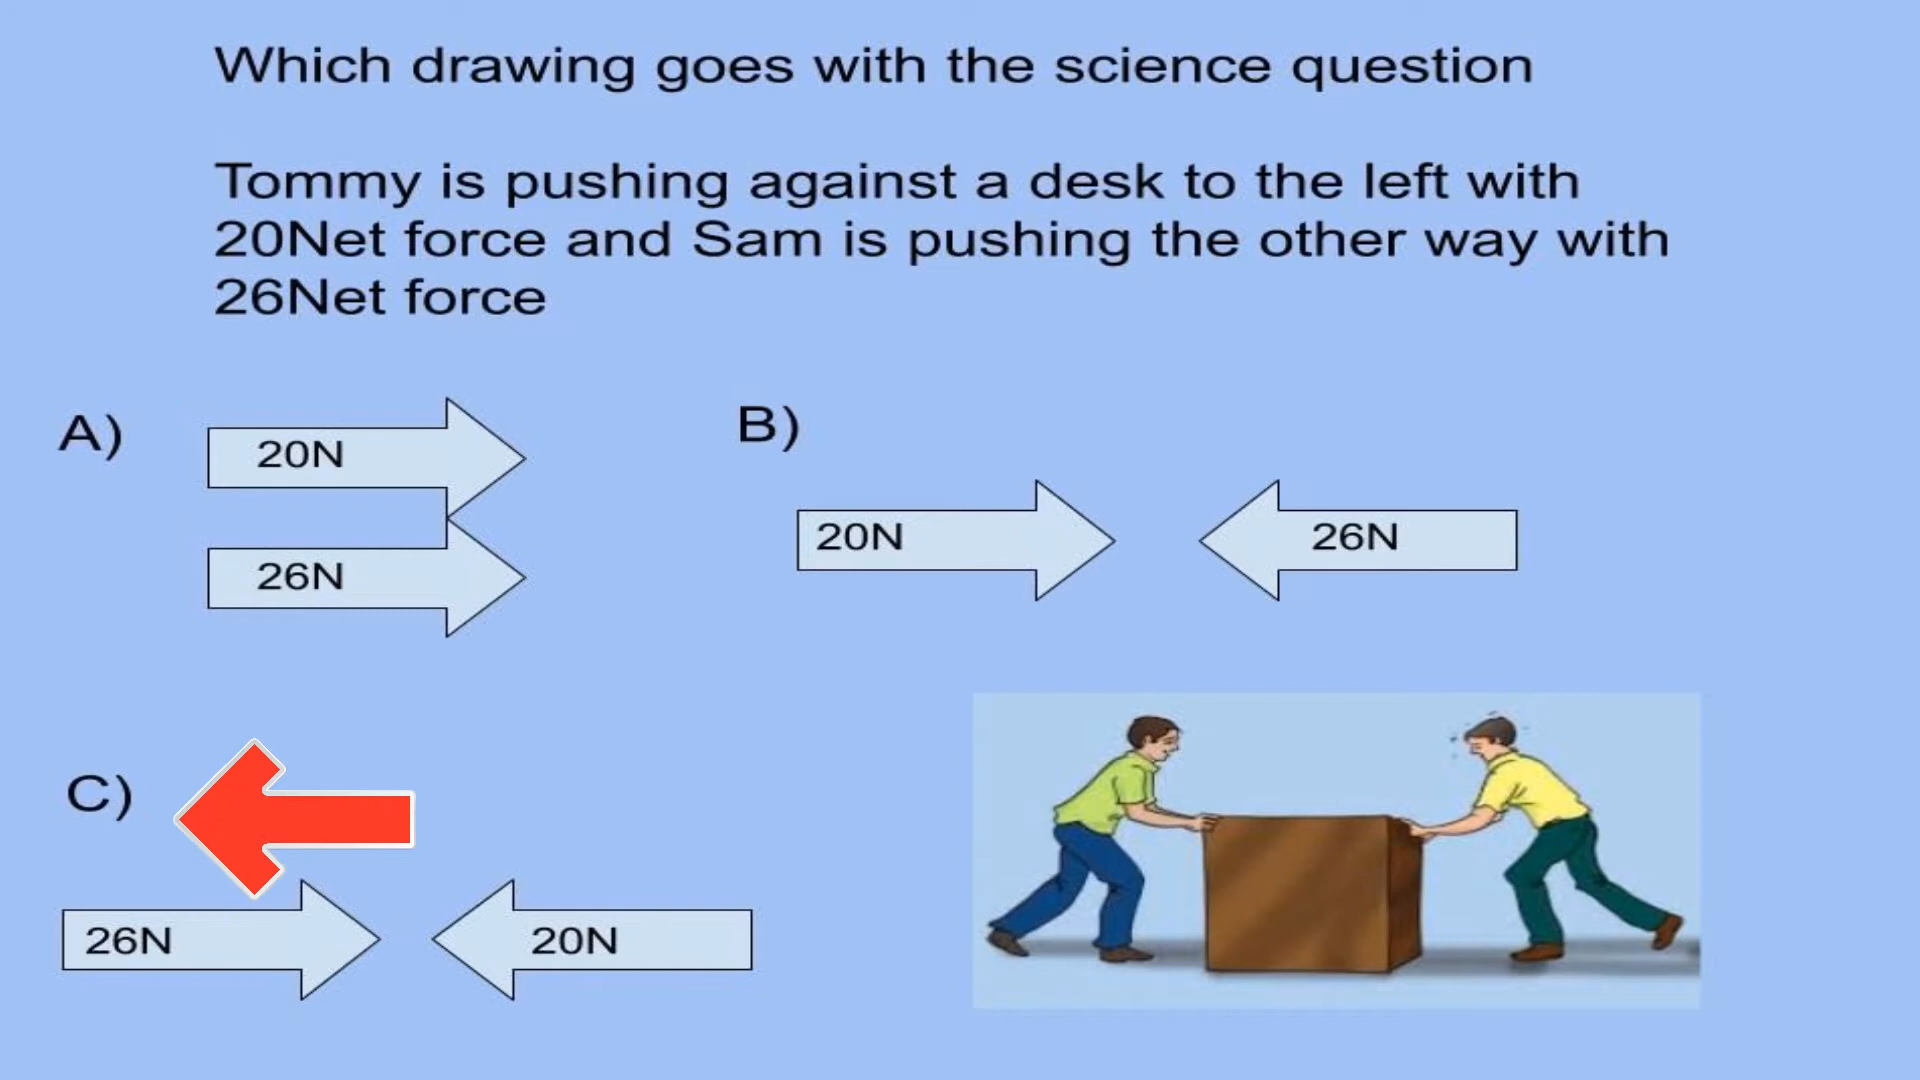 Which drawing goes with the science question
Tommy is pushing against a desk to the left with
20Net force and Sam is pushing the other way with
26Net force
A)
20N
26N
B)
20N
26N
C)
26N
20N